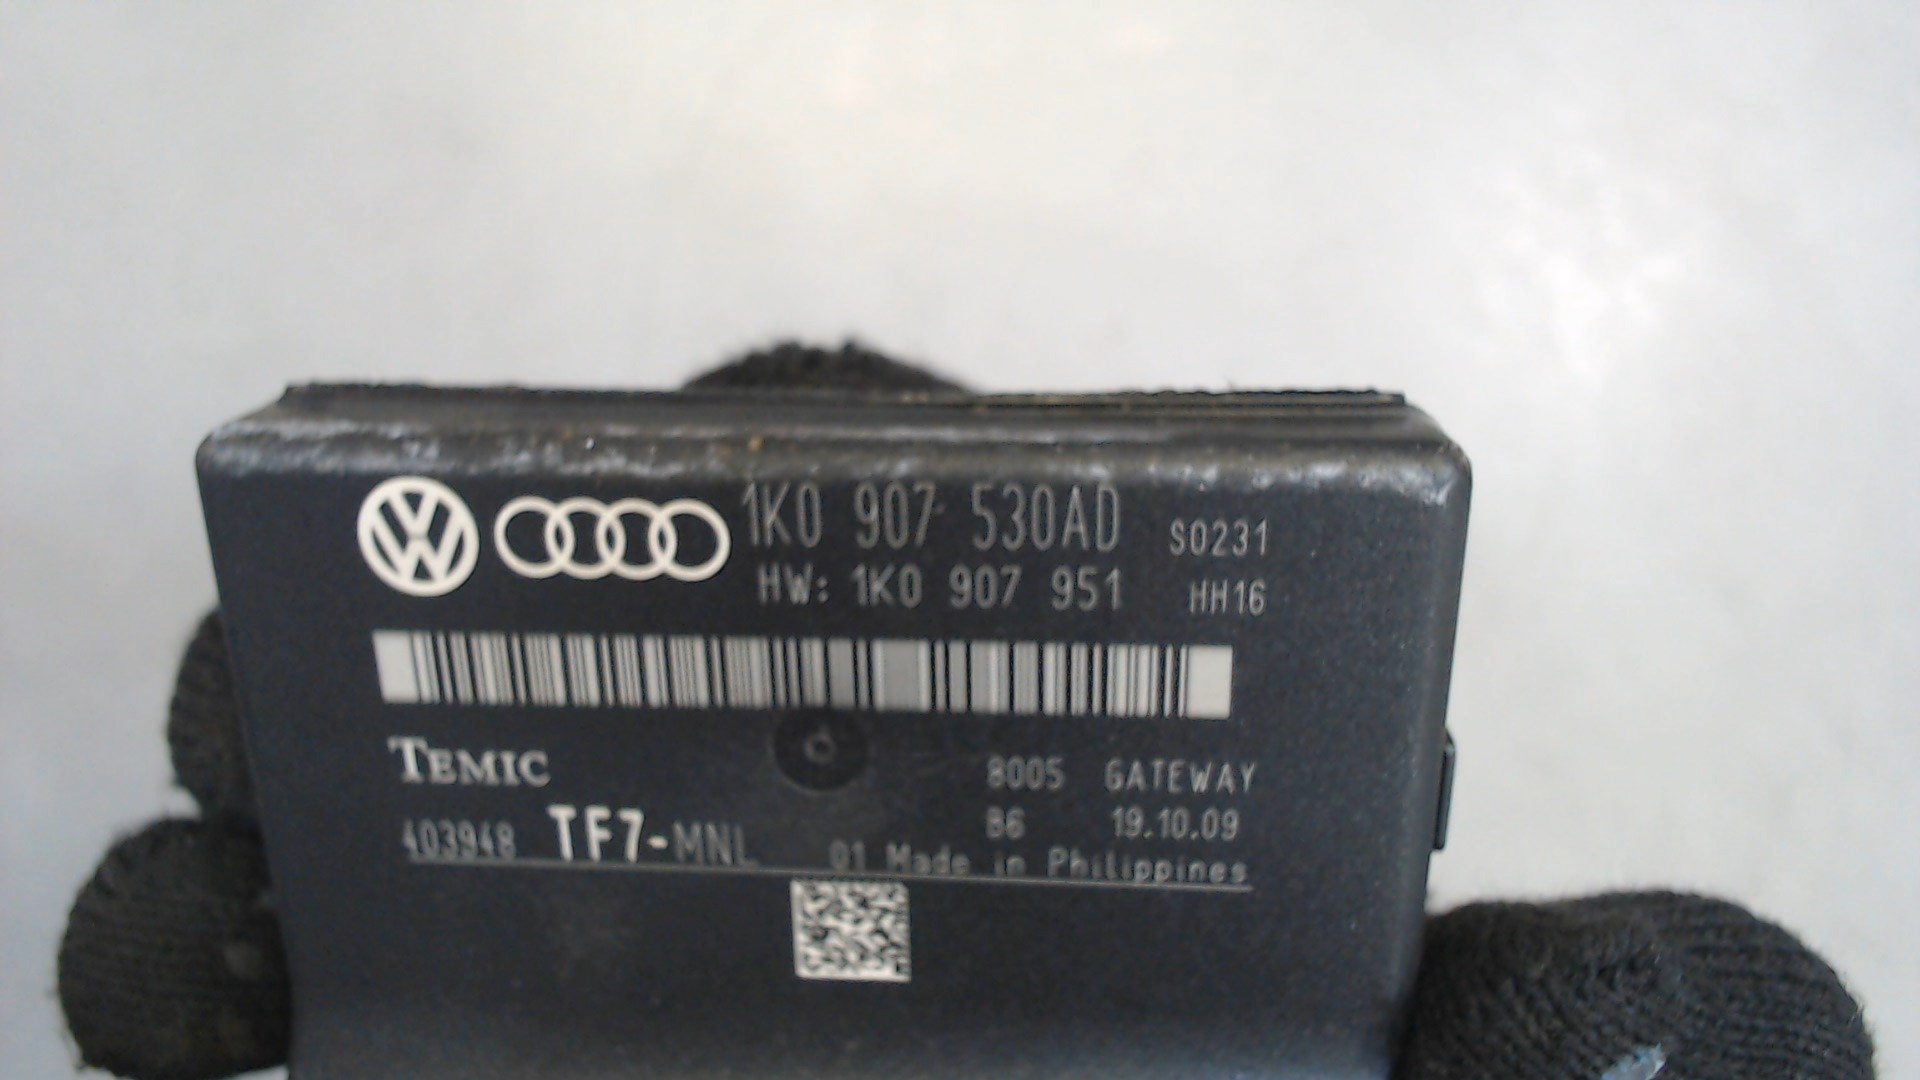 1K0 907 530AD S0231
HW: 1K0 907 951 HH16
TEMIC
8005 GATEWAY
B6 19.10.09
403948 TF7-MNL 01 Made in Philippines